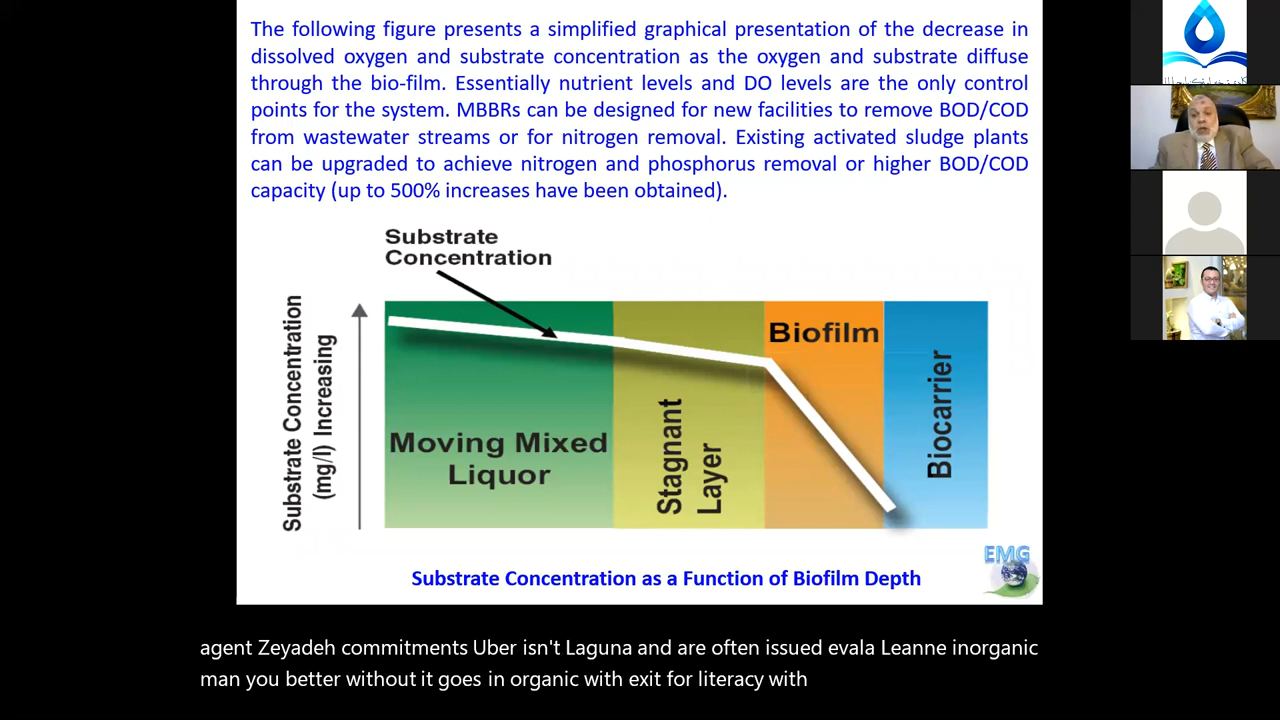 The following figure presents a simplified graphical presentation of the decrease in
dissolved oxygen and substrate concentration as the oxygen and substrate diffuse
through the bio-film. Essentially nutrient levels and DO levels are the only control
points for the system. MBBRs can be designed for new facilities to remove BOD/COD
from wastewater streams or for nitrogen removal. Existing activated sludge plants
can be upgraded to achieve nitrogen and phosphorus removal or higher BOD/COD
capacity (up to 500% increases have been obtained).
Substrate
Concentration
Substrate Concentration
(mg/l) Increasing
Moving Mixed
Liquor
Stagnant
Layer
Biofilm
Biocarrier
EMG
Substrate Concentration as a Function of Biofilm Depth
agent Zeyadeh commitments Uber isn't Laguna and are often issued evala Leanne inorganic
man you better without it goes in organic with exit for literacy with